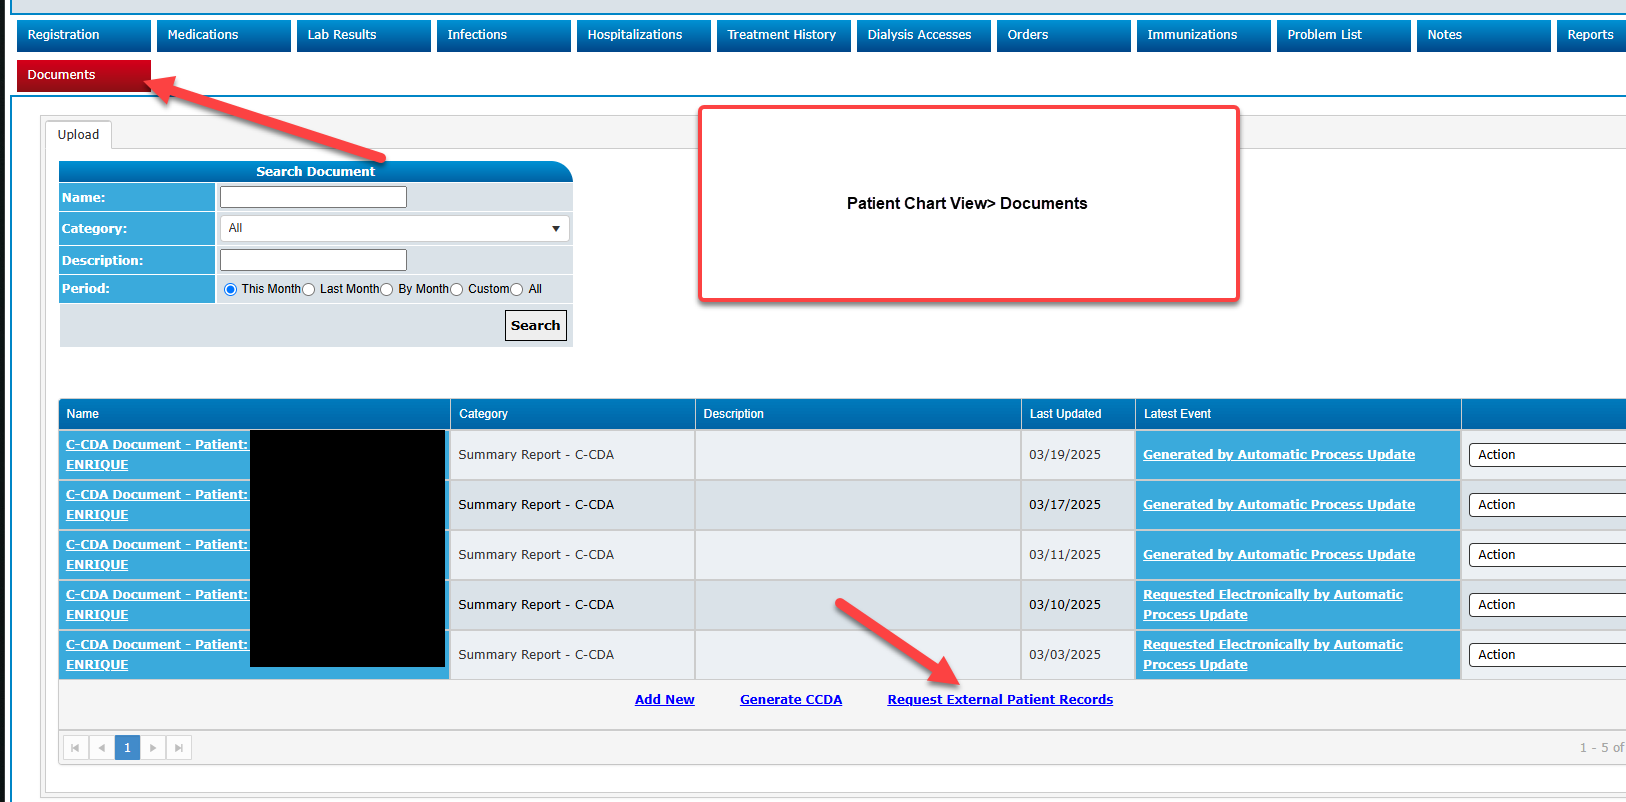 Registration Medications Lab Results Infections Hospitalizations Treatment History Dialysis Accesses Orders Immunizations Problem List Notes Reports
Documents
Upload
Patient Chart View> Documents
Search Document
Name:
Category: All
Description:
Period: This Month Last Month By Month Custom All
Search
Name Category Description Last Updated Latest Event
C-CDA Document - Patient:
ENRIQUE
Summary Report - C-CDA 03/19/2025 Generated by Automatic Process Update Action
C-CDA Document - Patient:
ENRIQUE
Summary Report - C-CDA 03/17/2025 Generated by Automatic Process Update Action
C-CDA Document - Patient:
ENRIQUE
Summary Report - C-CDA 03/11/2025 Generated by Automatic Process Update Action
C-CDA Document - Patient:
ENRIQUE
Summary Report - C-CDA 03/10/2025 Requested Electronically by Automatic
Process Update
Action
C-CDA Document - Patient:
ENRIQUE
Summary Report - C-CDA 03/03/2025 Requested Electronically by Automatic
Process Update
Action
Add New Generate CCDA Request External Patient Records
1
1 - 5 of